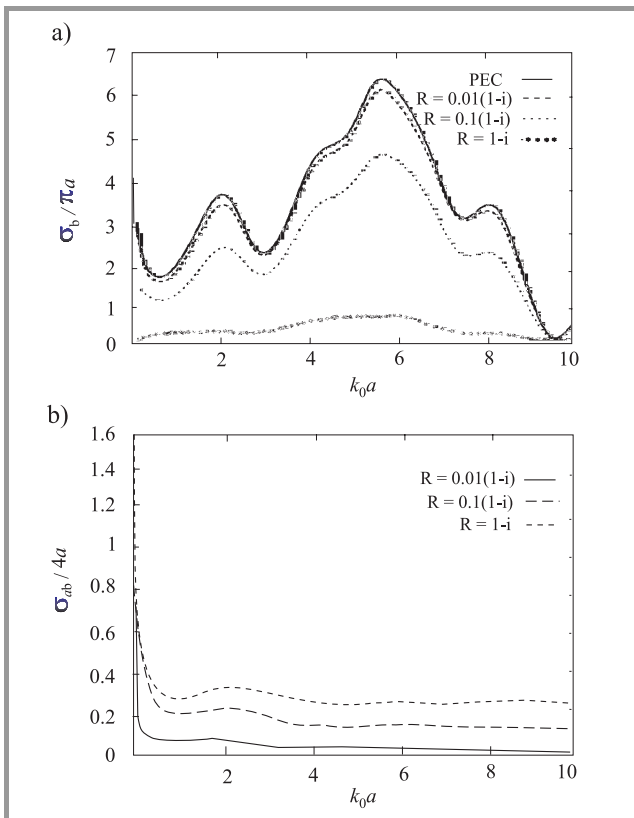 a)
7
6
5
4
3
2
1
0
σb / πa
PEC
R = 0.01(1-i)
R = 0.1(1-i)
R = 1-i
2
4
6
8
10
k0a
b)
1.6
1.4
1.2
1
0.8
0.6
0.4
0.2
0
σab / 4a
R = 0.01(1-i)
R = 0.1(1-i)
R = 1-i
2
4
6
8
10
k0a